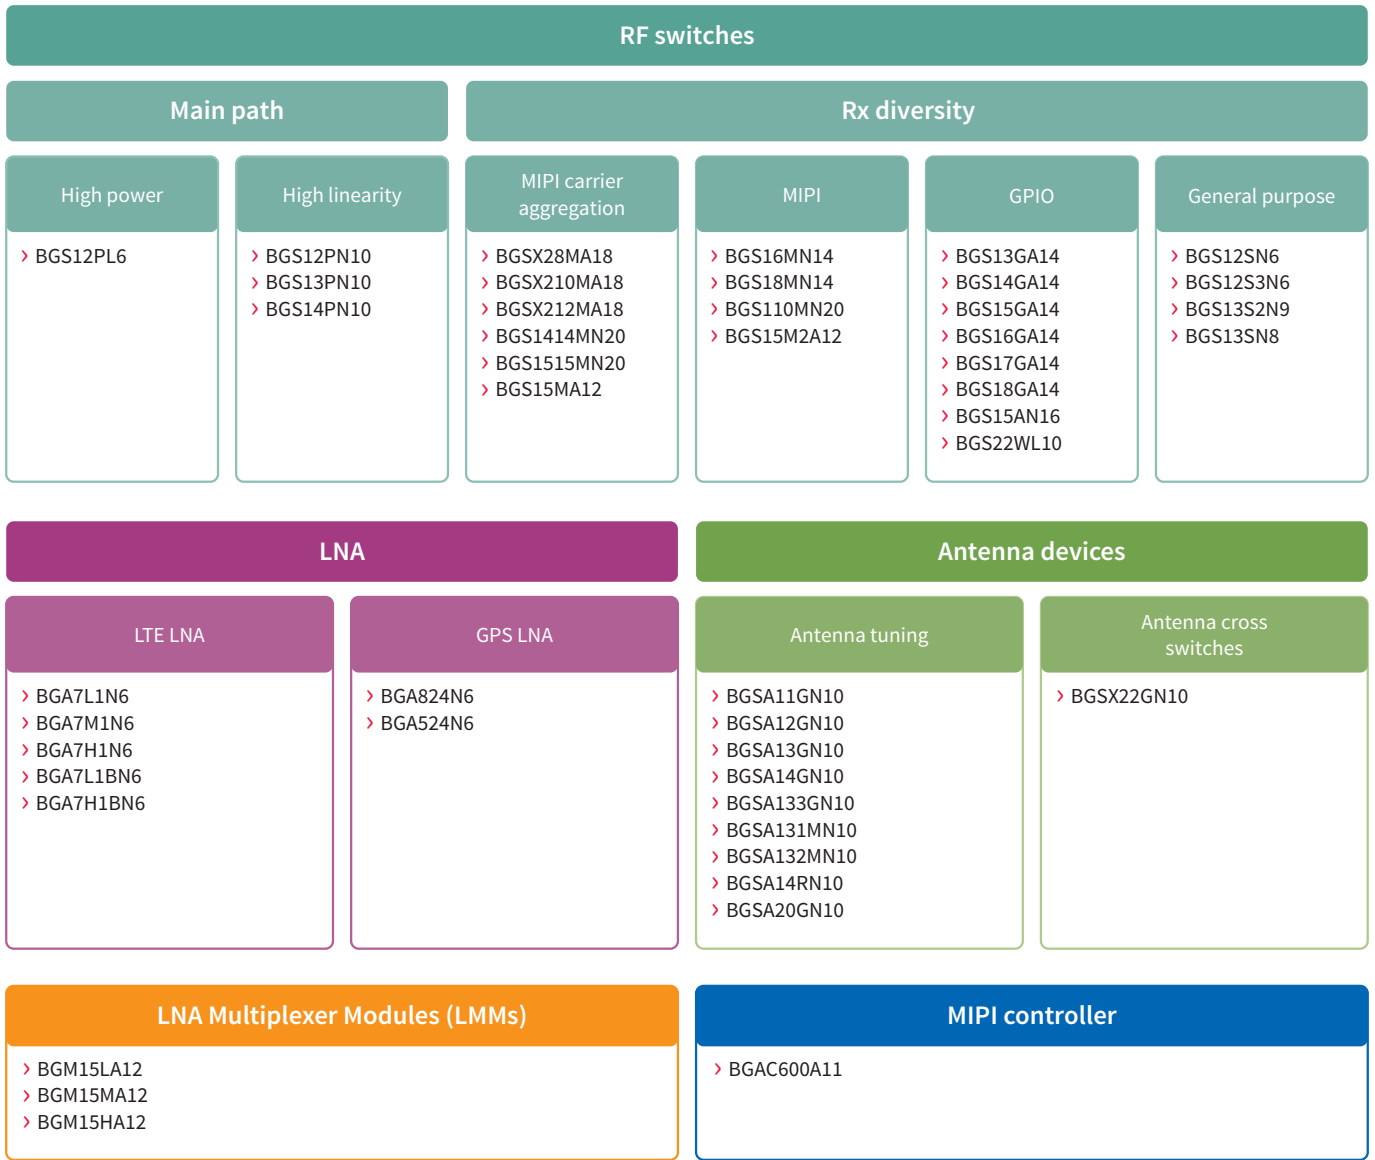 RF switches
Main path
Rx diversity
High power
BGS12PL6
High linearity
BGS12PN10
BGS13PN10
BGS14PN10
MIPI carrier
aggregation
BGSX28MA18
BGSX210MA18
BGSX212MA18
BGS1414MN20
BGS1515MN20
BGS15MA12
MIPI
BGS16MN14
BGS18MN14
BGS110MN20
BGS15M2A12
GPIO
BGS13GA14
BGS14GA14
BGS15GA14
BGS16GA14
BGS17GA14
BGS18GA14
BGS15AN16
BGS22WL10
General purpose
BGS12SN6
BGS12S3N6
BGS13S2N9
BGS13SN8
LNA
LTE LNA
BGA7L1N6
BGA7M1N6
BGA7H1N6
BGA7L1BN6
BGA7H1BN6
GPS LNA
BGA824N6
BGA524N6
Antenna devices
Antenna tuning
BGSA11GN10
BGSA12GN10
BGSA13GN10
BGSA14GN10
BGSA133GN10
BGSA131MN10
BGSA132MN10
BGSA14RN10
BGSA20GN10
Antenna cross
switches
BGSX22GN10
LNA Multiplexer Modules (LMMs)
BGM15LA12
BGM15MA12
BGM15HA12
MIPI controller
BGAC600A11